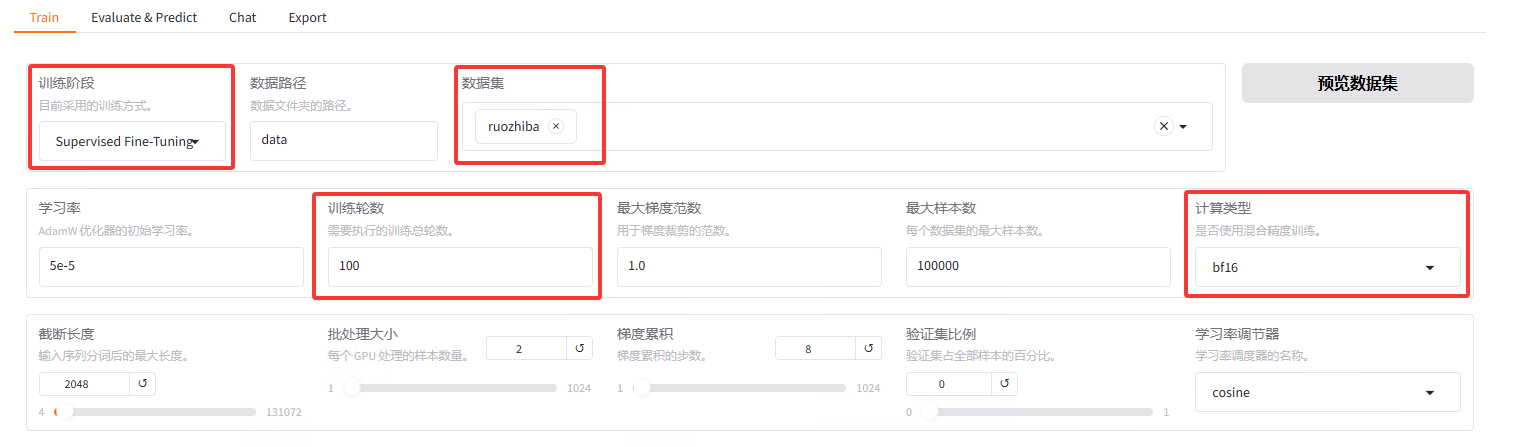 Train Evaluate & Predict Chat Export
训练阶段
目前采用的训练方式。
Supervised Fine-Tuning
数据路径
数据文件夹的路径。
data
数据集
ruozhiba
预览数据集
学习率
AdamW 优化器的初始学习率。
5e-5
训练轮数
需要执行的训练总轮数。
100
最大梯度范数
用于梯度裁剪的范数。
1.0
最大样本数
每个数据集的最大样本数。
100000
计算类型
是否使用混合精度训练。
bf16
截断长度
输入序列分词后的最大长度。
2048
4 131072
批处理大小
每个 GPU 处理的样本数量。
2
1 1024
梯度累积
梯度累积的步数。
8
1 1024
验证集比例
验证集占全部样本的百分比。
0
0 1
学习率调节器
学习率调度器的名称。
cosine